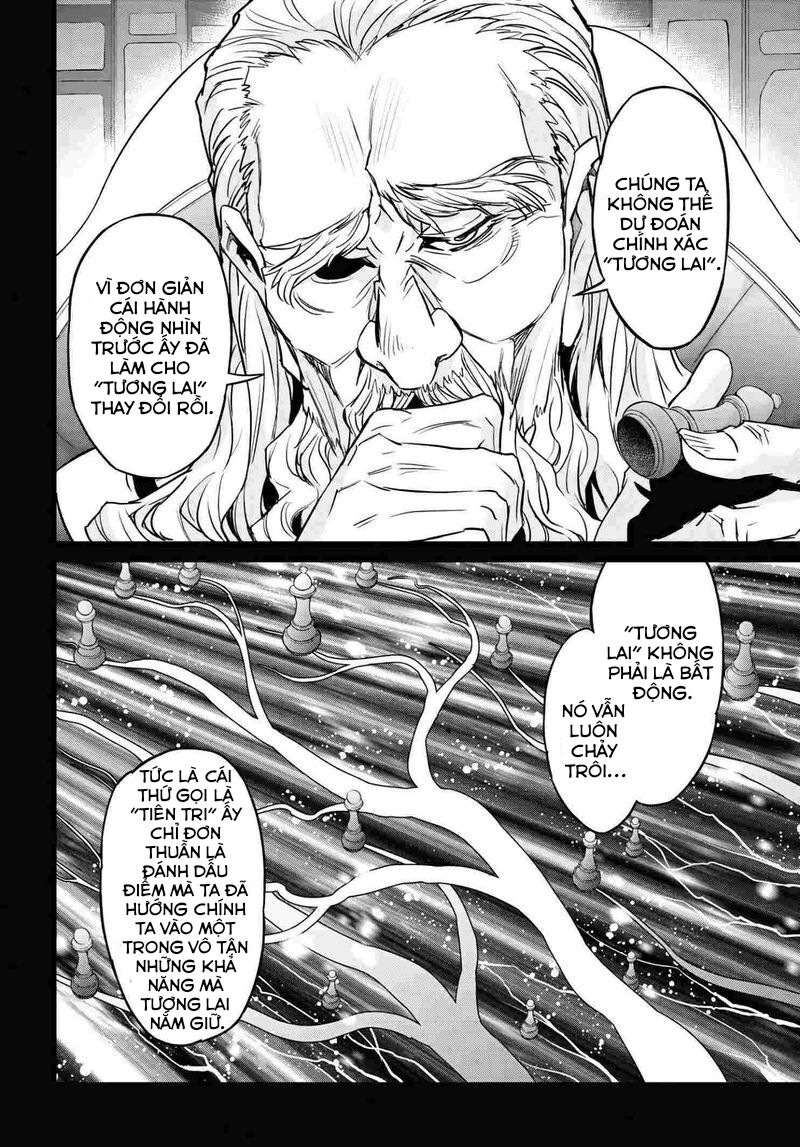 CHÚNG TA
KHÔNG THỂ
DỰ ĐOÁN
CHÍNH XÁC
"TƯƠNG LAI".
VÌ ĐƠN GIẢN
CÁI HÀNH
ĐỘNG NHÌN
TRƯỚC ẤY ĐÃ
LÀM CHO
"TƯƠNG LAI"
THAY ĐỔI RỒI.
"TƯƠNG
LAI" KHÔNG
PHẢI LÀ BẤT
ĐỘNG.
NÓ VẪN
LUÔN
CHẢY
TRÔI...
TỨC LÀ CÁI
THỨ GỌI LÀ
"TIÊN TRI" ẤY
CHỈ ĐƠN
THUẦN LÀ
ĐÁNH DẤU
ĐIỂM MÀ TA ĐÃ
HƯỚNG CHÍNH
TA VÀO MỘT
TRONG VÔ TẬN
NHỮNG KHẢ
NĂNG MÀ
TƯƠNG LAI
NẮM GIỮ.